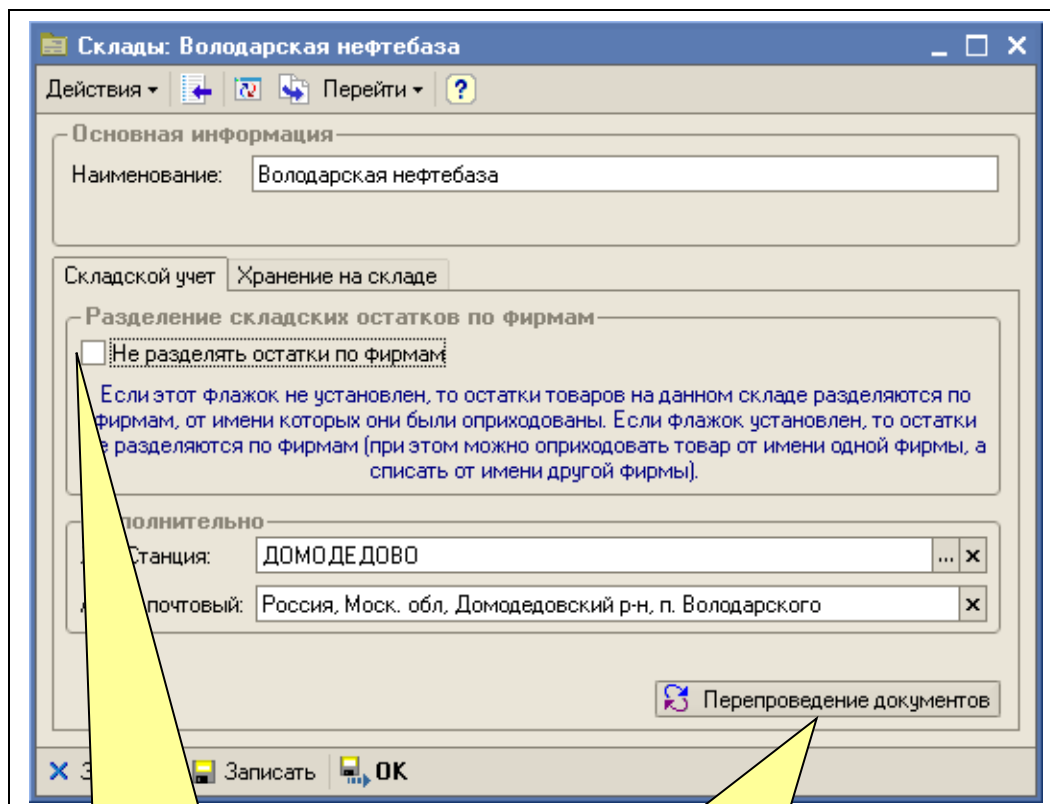 Склады: Володарская нефтебаза
Действия Перейти ?
Основная информация
Наименование: Володарская нефтебаза
Складской учет Хранение на складе
Разделение складских остатков по фирмам
Не разделять остатки по фирмам
Если этот флажок не установлен, то остатки товаров на данном складе разделяются по
фирмам, от имени которых они были оприходованы. Если флажок установлен, то остатки
разделяются по фирмам (при этом можно оприходовать товар от имени одной фирмы, а
списать от имени другой фирмы).
Станция: ДОМОДЕДОВО ... x
почтовый: Россия, Моск. обл, Домодедовский р-н, п. Володарского x
Перепроведение документов
Записать OK